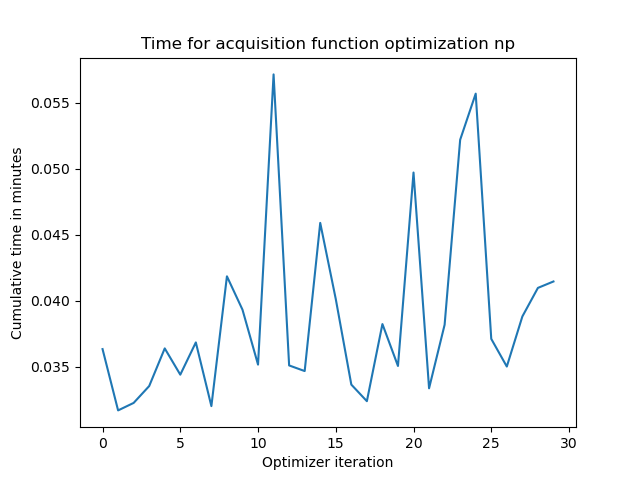 Time for acquisition function optimization np
Cumulative time in minutes
0.055
0.050
0.045
0.040
0.035
0 5 10 15 20 25 30
Optimizer iteration